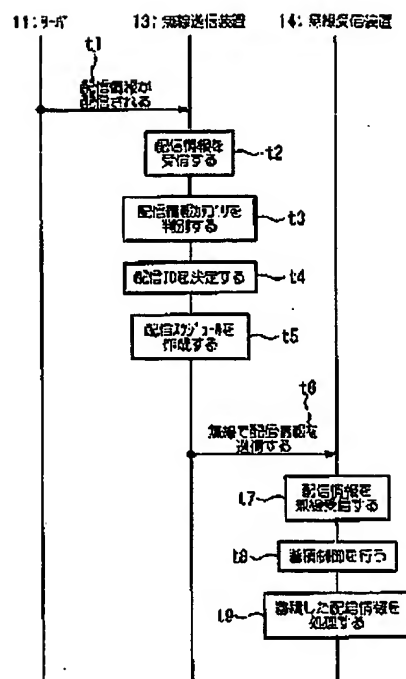 11:サーバ
13:無線送信装置
14:無線受信装置
t1
配信情報が
配信される
配信情報を
受信する
t2
配信情報カテゴリを
判別する
t3
配信IDを決定する
t4
配信スケジュールを
作成する
t5
t6
無線で配信情報を
送信する
t7
配信情報を
無線受信する
t8
蓄積制御を行う
t9
蓄積した配信情報を
処理する